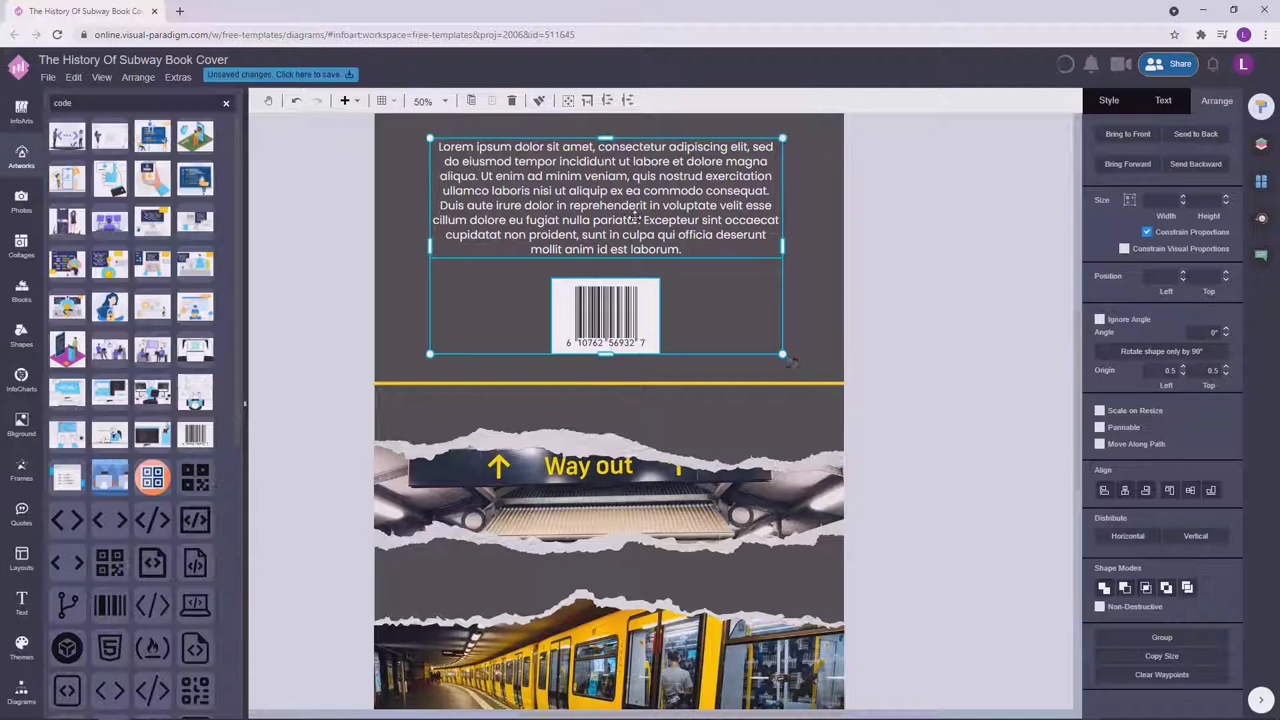 The History Of Subway Book C
online.visual-paradigm.com/w/free-templates/diagrams/#infoart:workspace=free-templates&proj=2006&id=511645
The History Of Subway Book Cover
File Edit View Arrange Extras
Unsaved changes. Click here to save.
Share
L
L
code
50%
InfoArts
Artworks
Photos
Collages
Blocks
Shapes
InfoCharts
Bkground
Frames
Quotes
Layouts
Text
Themes
Diagrams
Lorem ipsum dolor sit amet, consectetur adipiscing elit, sed
do eiusmod tempor incididunt ut labore et dolore magna
aliqua. Ut enim ad minim veniam, quis nostrud exercitation
ullamco laboris nisi ut aliquip ex ea commodo consequat.
Duis aute irure dolor in reprehenderit in voluptate velit esse
cillum dolore eu fugiat nulla pariatur. Excepteur sint occaecat
cupidatat non proident, sunt in culpa qui officia deserunt
mollit anim id est laborum.
6 10762 56932 7
Way out
Style Text Arrange
Bring to Front Send to Back
Bring Forward Send Backward
Size
Width Height
Constrain Proportions
Constrain Visual Proportions
Position
Left Top
Ignore Angle
Angle 0°
Rotate shape only by 90°
Origin 0.5 0.5
Left Top
Scale on Resize
Pannable
Move Along Path
Align
Distribute
Horizontal Vertical
Shape Modes
Non-Destructive
Group
Copy Size
Clear Waypoints